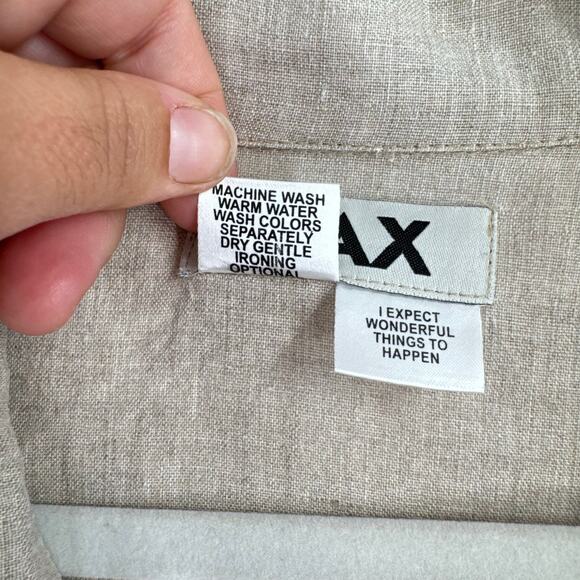 MACHINE WASH
WARM WATER
WASH COLORS
SEPARATELY
DRY GENTLE
IRONING
OPTIONAL
AX
I EXPECT
WONDERFUL
THINGS TO
HAPPEN